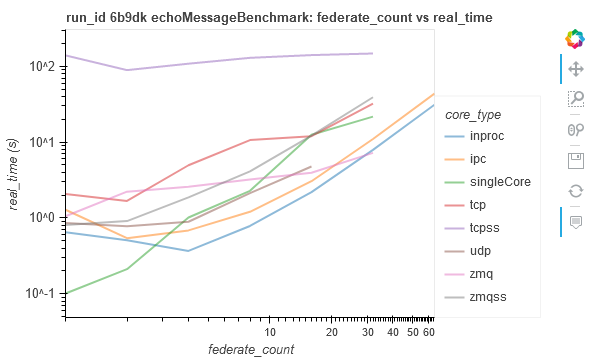 run_id 6b9dk echoMessageBenchmark: federate_count vs real_time
real_time (s)
10^2
10^1
10^0
10^-1
10
20
30
40
50
60
federate_count
core_type
inproc
ipc
singleCore
tcp
tcpss
udp
zmq
zmqss